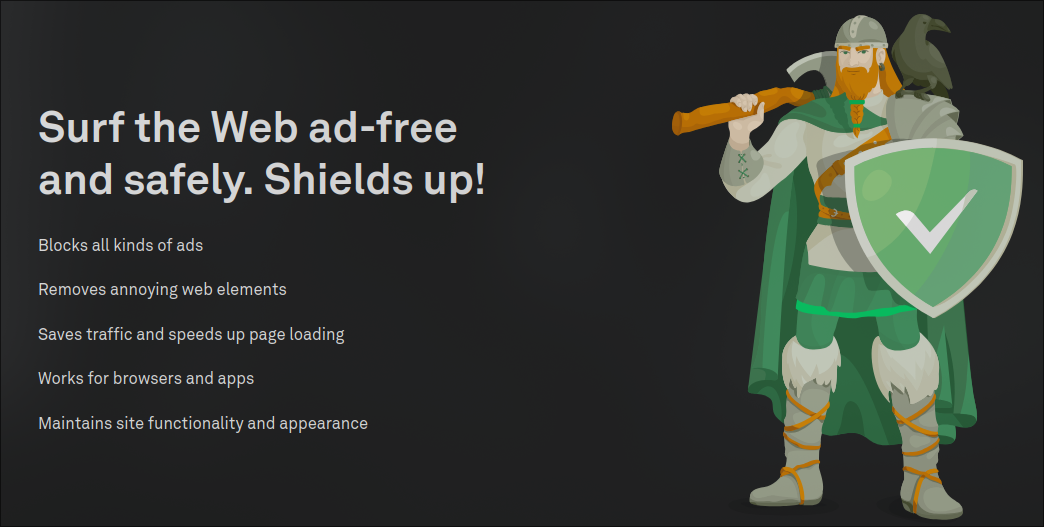 Surf the Web ad-free
and safely. Shields up!
Blocks all kinds of ads
Removes annoying web elements
Saves traffic and speeds up page loading
Works for browsers and apps
Maintains site functionality and appearance